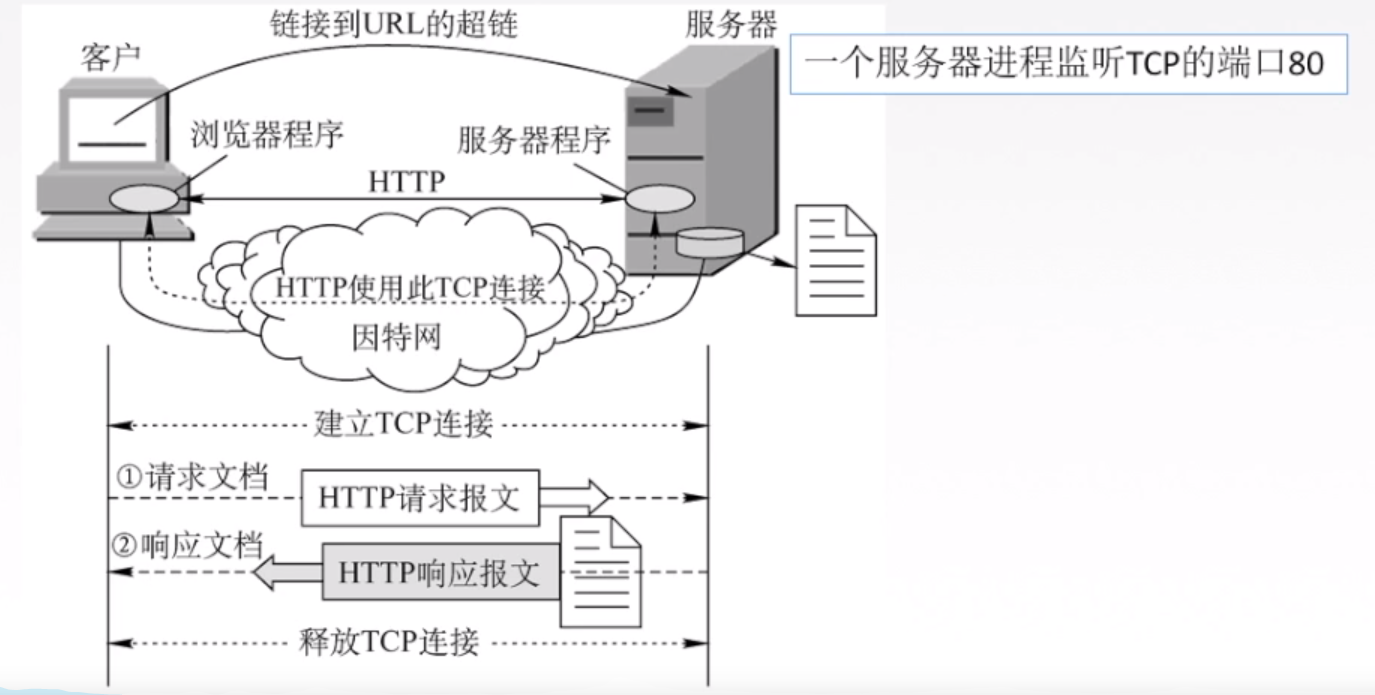 链接到URL的超链
服务器
客户
一个服务器进程监听TCP的端口80
浏览器程序
服务器程序
HTTP
HTTP使用此TCP连接
因特网
建立TCP连接
①请求文档
HTTP请求报文
②响应文档
HTTP响应报文
释放TCP连接